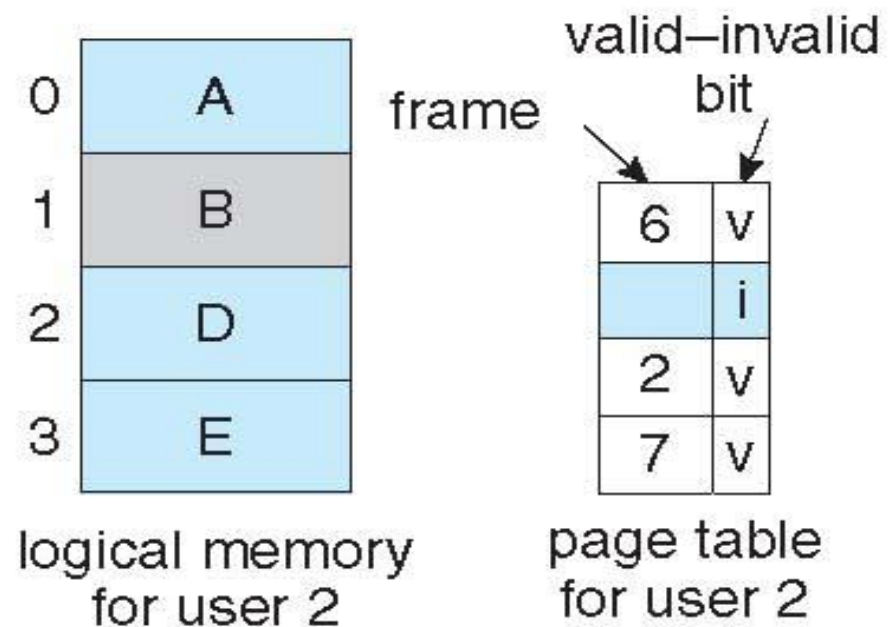 0 A
1 B
2 D
3 E
logical memory
for user 2
frame
valid–invalid
bit
6 v
i
2 v
7 v
page table
for user 2